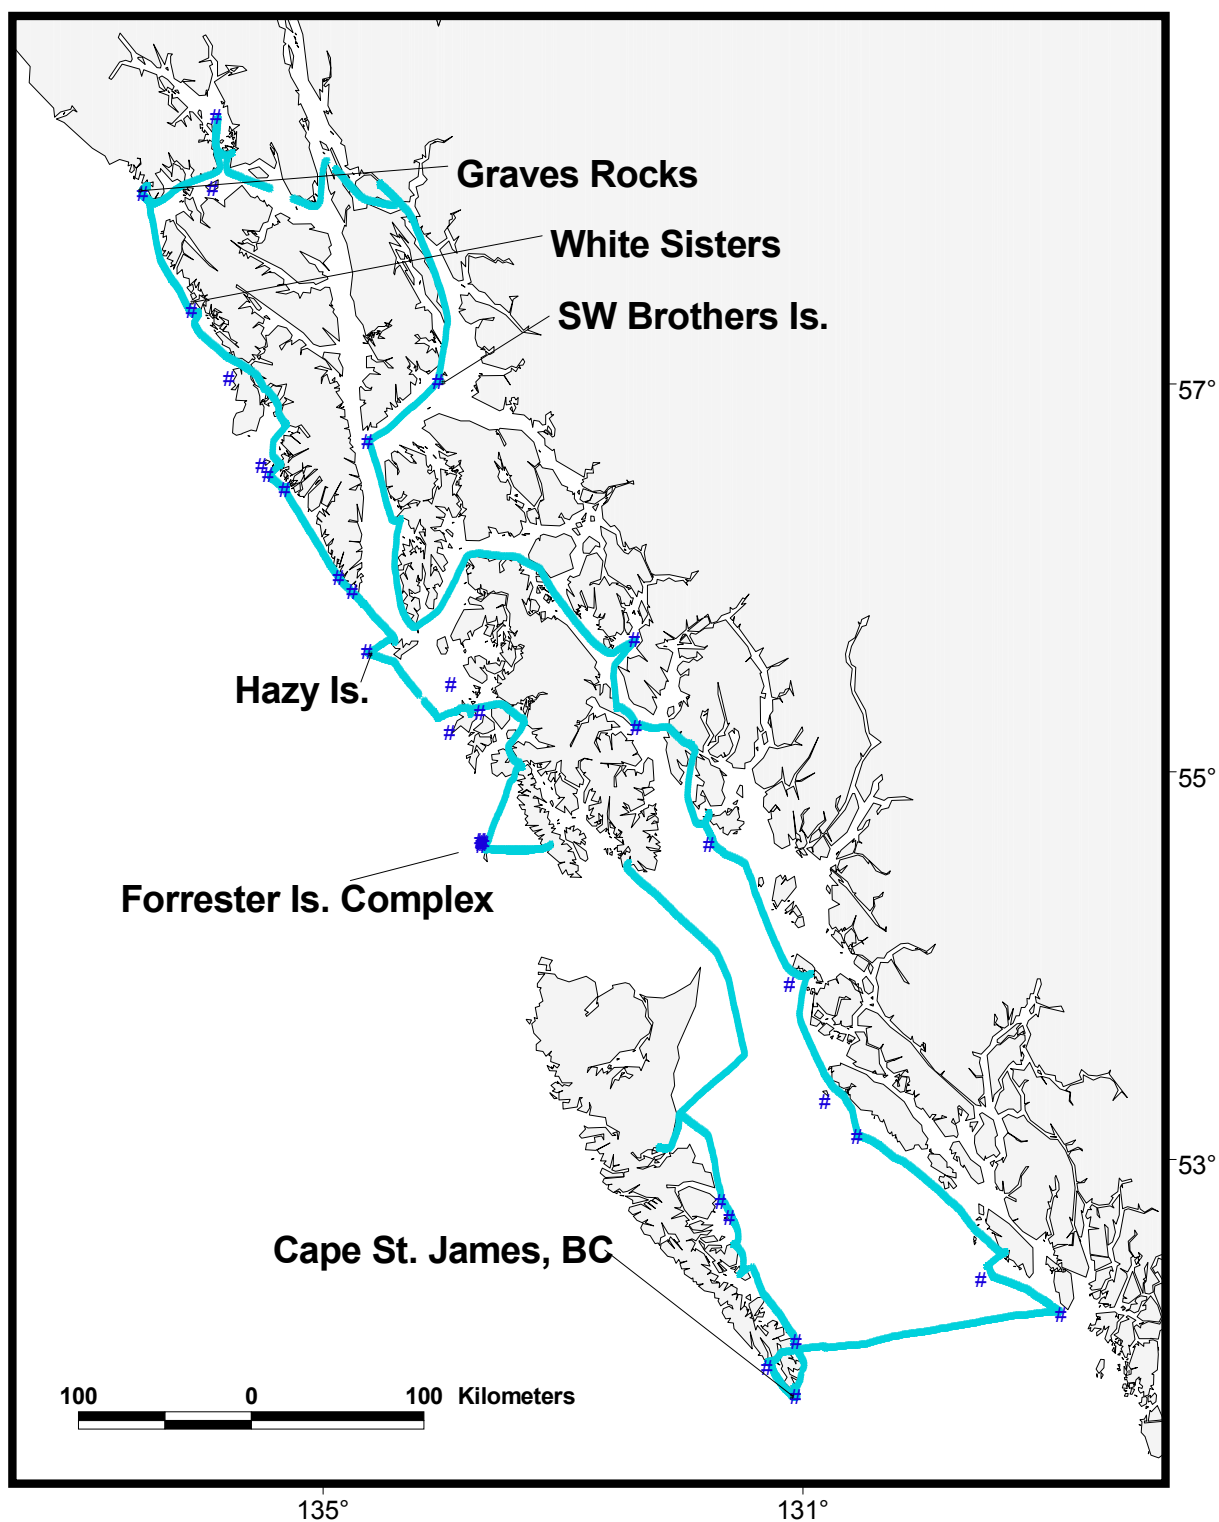 Graves Rocks
White Sisters
SW Brothers Is.
57°
Hazy Is.
55°
Forrester Is. Complex
53°
Cape St. James, BC
100 0 100 Kilometers
135° 131°